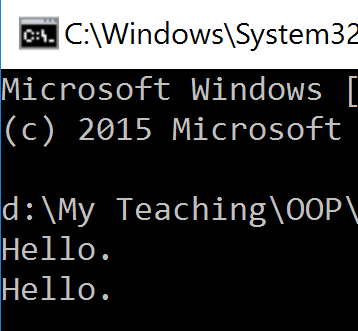 C:\Windows\System32
Microsoft Windows [
(c) 2015 Microsoft
d:\My Teaching\OOP\
Hello.
Hello.